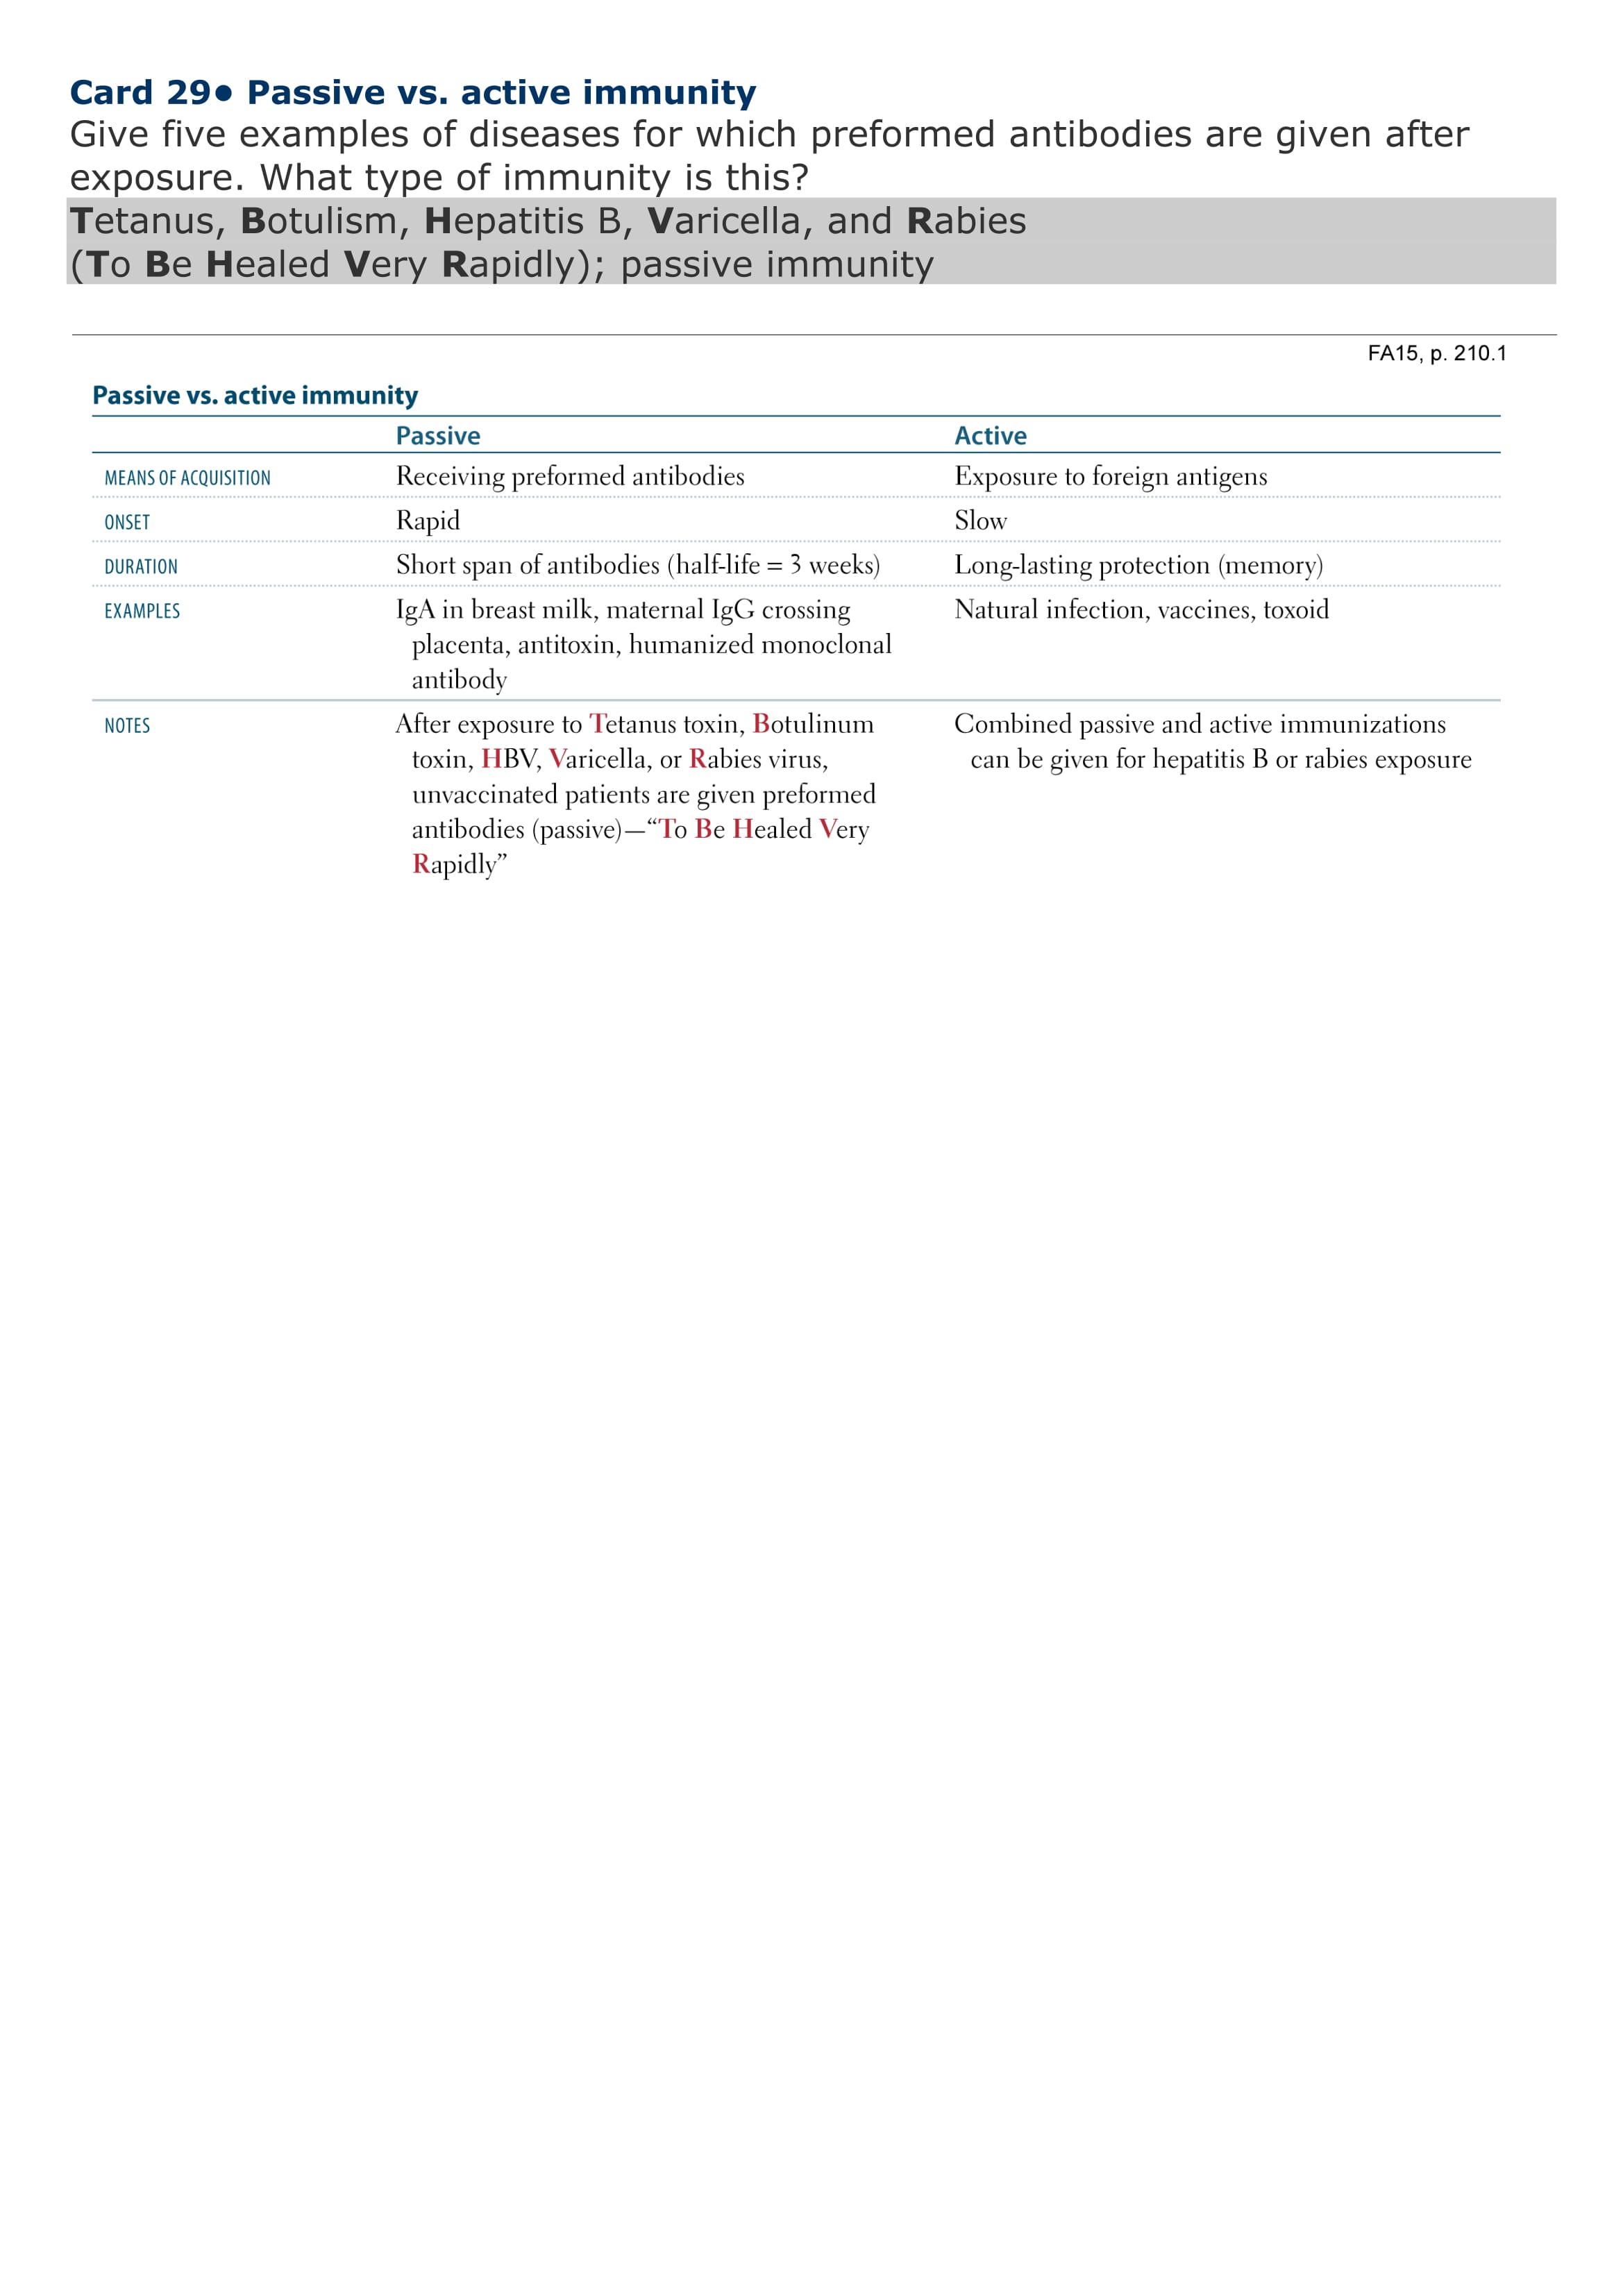 Card 29• Passive vs. active immunity
Give five examples of diseases for which preformed antibodies are given after
exposure. What type of immunity is this?
Tetanus, Botulism, Hepatitis B, Varicella, and Rabies
(To Be Healed Very Rapidly); passive immunity
FA15, p. 210.1
Passive vs. active immunity
Passive Active
MEANS OF ACQUISITION Receiving preformed antibodies Exposure to foreign antigens
ONSET Rapid Slow
DURATION Short span of antibodies (half-life = 3 weeks) Long-lasting protection (memory)
EXAMPLES IgA in breast milk, maternal IgG crossing Natural infection, vaccines, toxoid
placenta, antitoxin, humanized monoclonal
antibody
NOTES After exposure to Tetanus toxin, Botulinum Combined passive and active immunizations
toxin, HBV, Varicella, or Rabies virus, can be given for hepatitis B or rabies exposure
unvaccinated patients are given preformed
antibodies (passive)—“To Be Healed Very
Rapidly”